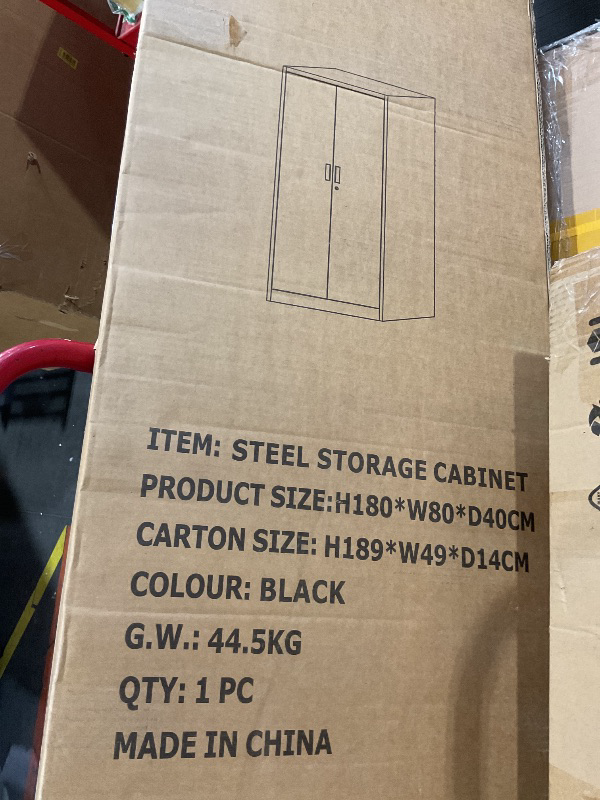 ITEM: STEEL STORAGE CABINET
PRODUCT SIZE:H180*W80*D40CM
CARTON SIZE: H189*W49*D14CM
COLOUR: BLACK
G.W.: 44.5KG
QTY: 1 PC
MADE IN CHINA